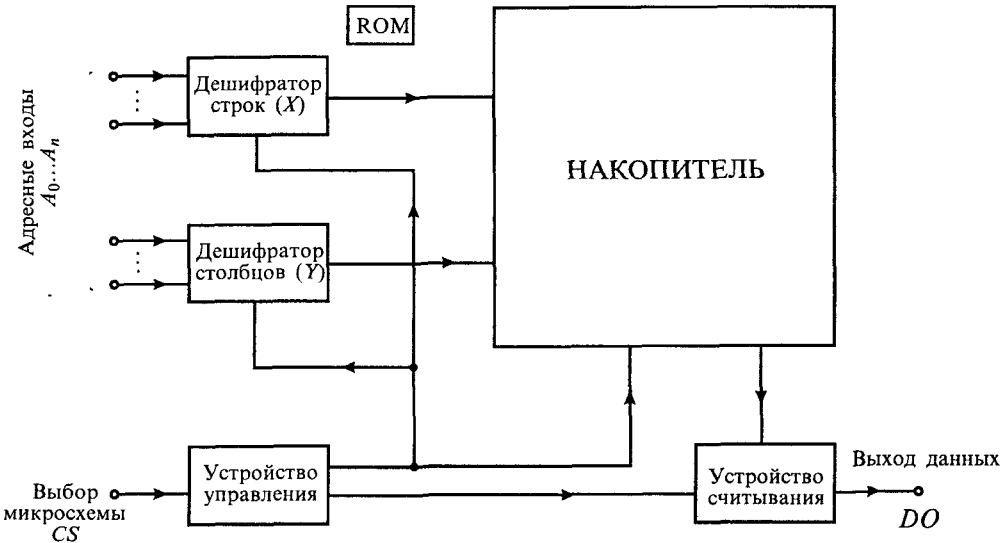 ROM
Адресные входы
A₀...Aₙ
Дешифратор
строк (X)
НАКОПИТЕЛЬ
Дешифратор
столбцов (Y)
Выбор
микросхемы
CS
Устройство
управления
Устройство
считывания
Выход данных
DO